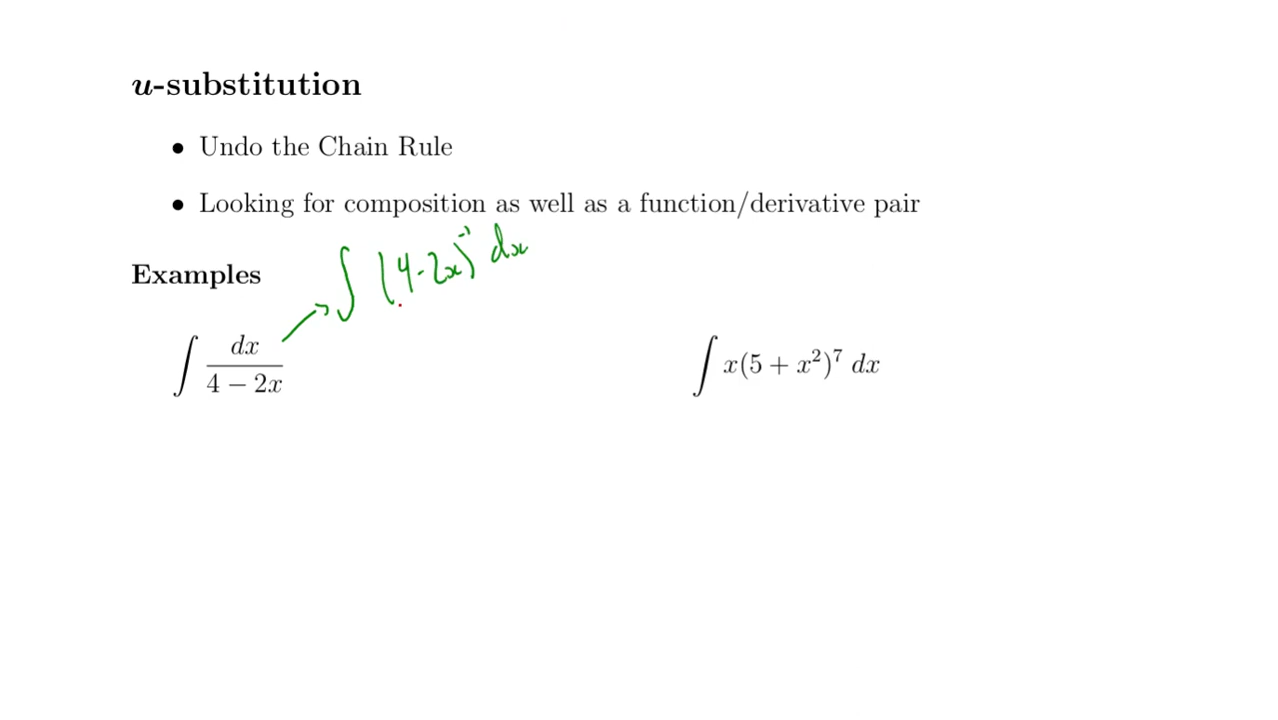 u-substitution
• Undo the Chain Rule
• Looking for composition as well as a function/derivative pair
Examples
∫ (4-2x)⁻¹ dx
∫ dx/(4 − 2x)
∫ x(5 + x²)⁷ dx